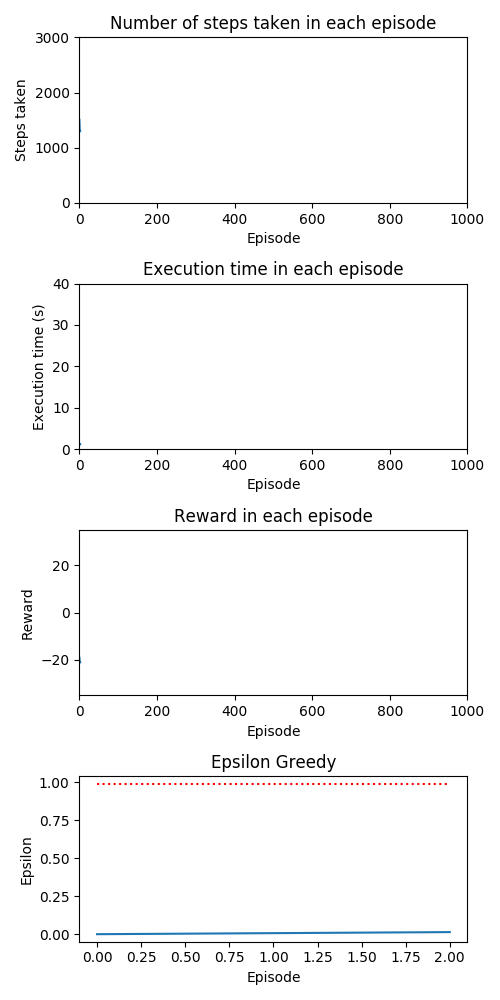 Number of steps taken in each episode
3000
2000
1000
0
Steps taken
0 200 400 600 800 1000
Episode
Execution time in each episode
40
30
20
10
0
Execution time (s)
0 200 400 600 800 1000
Episode
Reward in each episode
20
0
−20
Reward
0 200 400 600 800 1000
Episode
Epsilon Greedy
1.00
0.75
0.50
0.25
0.00
Epsilon
0.00 0.25 0.50 0.75 1.00 1.25 1.50 1.75 2.00
Episode